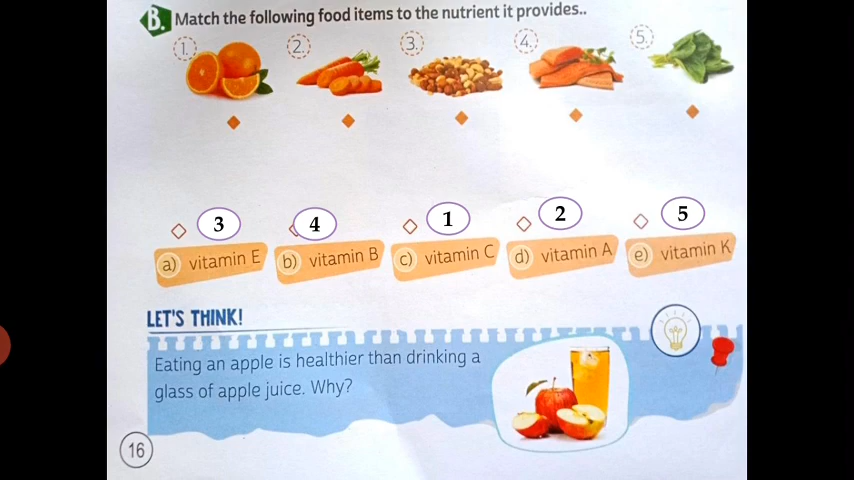 B. Match the following food items to the nutrient it provides..
1. 2. 3. 4. 5.
3 4 1 2 5
a) vitamin E b) vitamin B c) vitamin C d) vitamin A e) vitamin K
LET'S THINK!
Eating an apple is healthier than drinking a
glass of apple juice. Why?
16